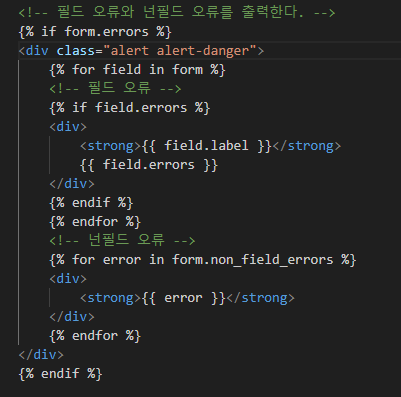 <!-- 필드 오류와 넌필드 오류를 출력한다. -->
{% if form.errors %}
<div class="alert alert-danger">
{% for field in form %}
<!-- 필드 오류 -->
{% if field.errors %}
<div>
<strong>{{ field.label }}</strong>
{{ field.errors }}
</div>
{% endif %}
{% endfor %}
<!-- 넌필드 오류 -->
{% for error in form.non_field_errors %}
<div>
<strong>{{ error }}</strong>
</div>
{% endfor %}
</div>
{% endif %}